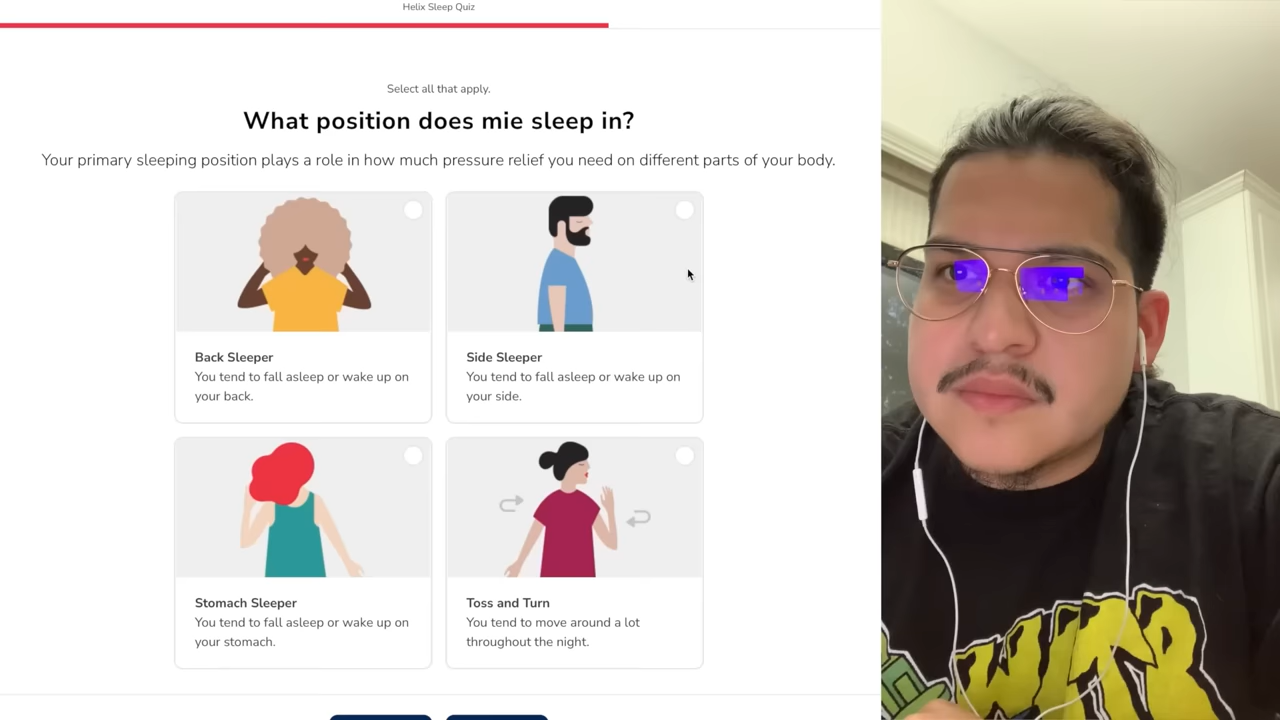 Helix Sleep Quiz
Select all that apply.
What position does mie sleep in?
Your primary sleeping position plays a role in how much pressure relief you need on different parts of your body.
Back Sleeper
You tend to fall asleep or wake up on
your back.
Side Sleeper
You tend to fall asleep or wake up on
your side.
Stomach Sleeper
You tend to fall asleep or wake up on
your stomach.
Toss and Turn
You tend to move around a lot
throughout the night.